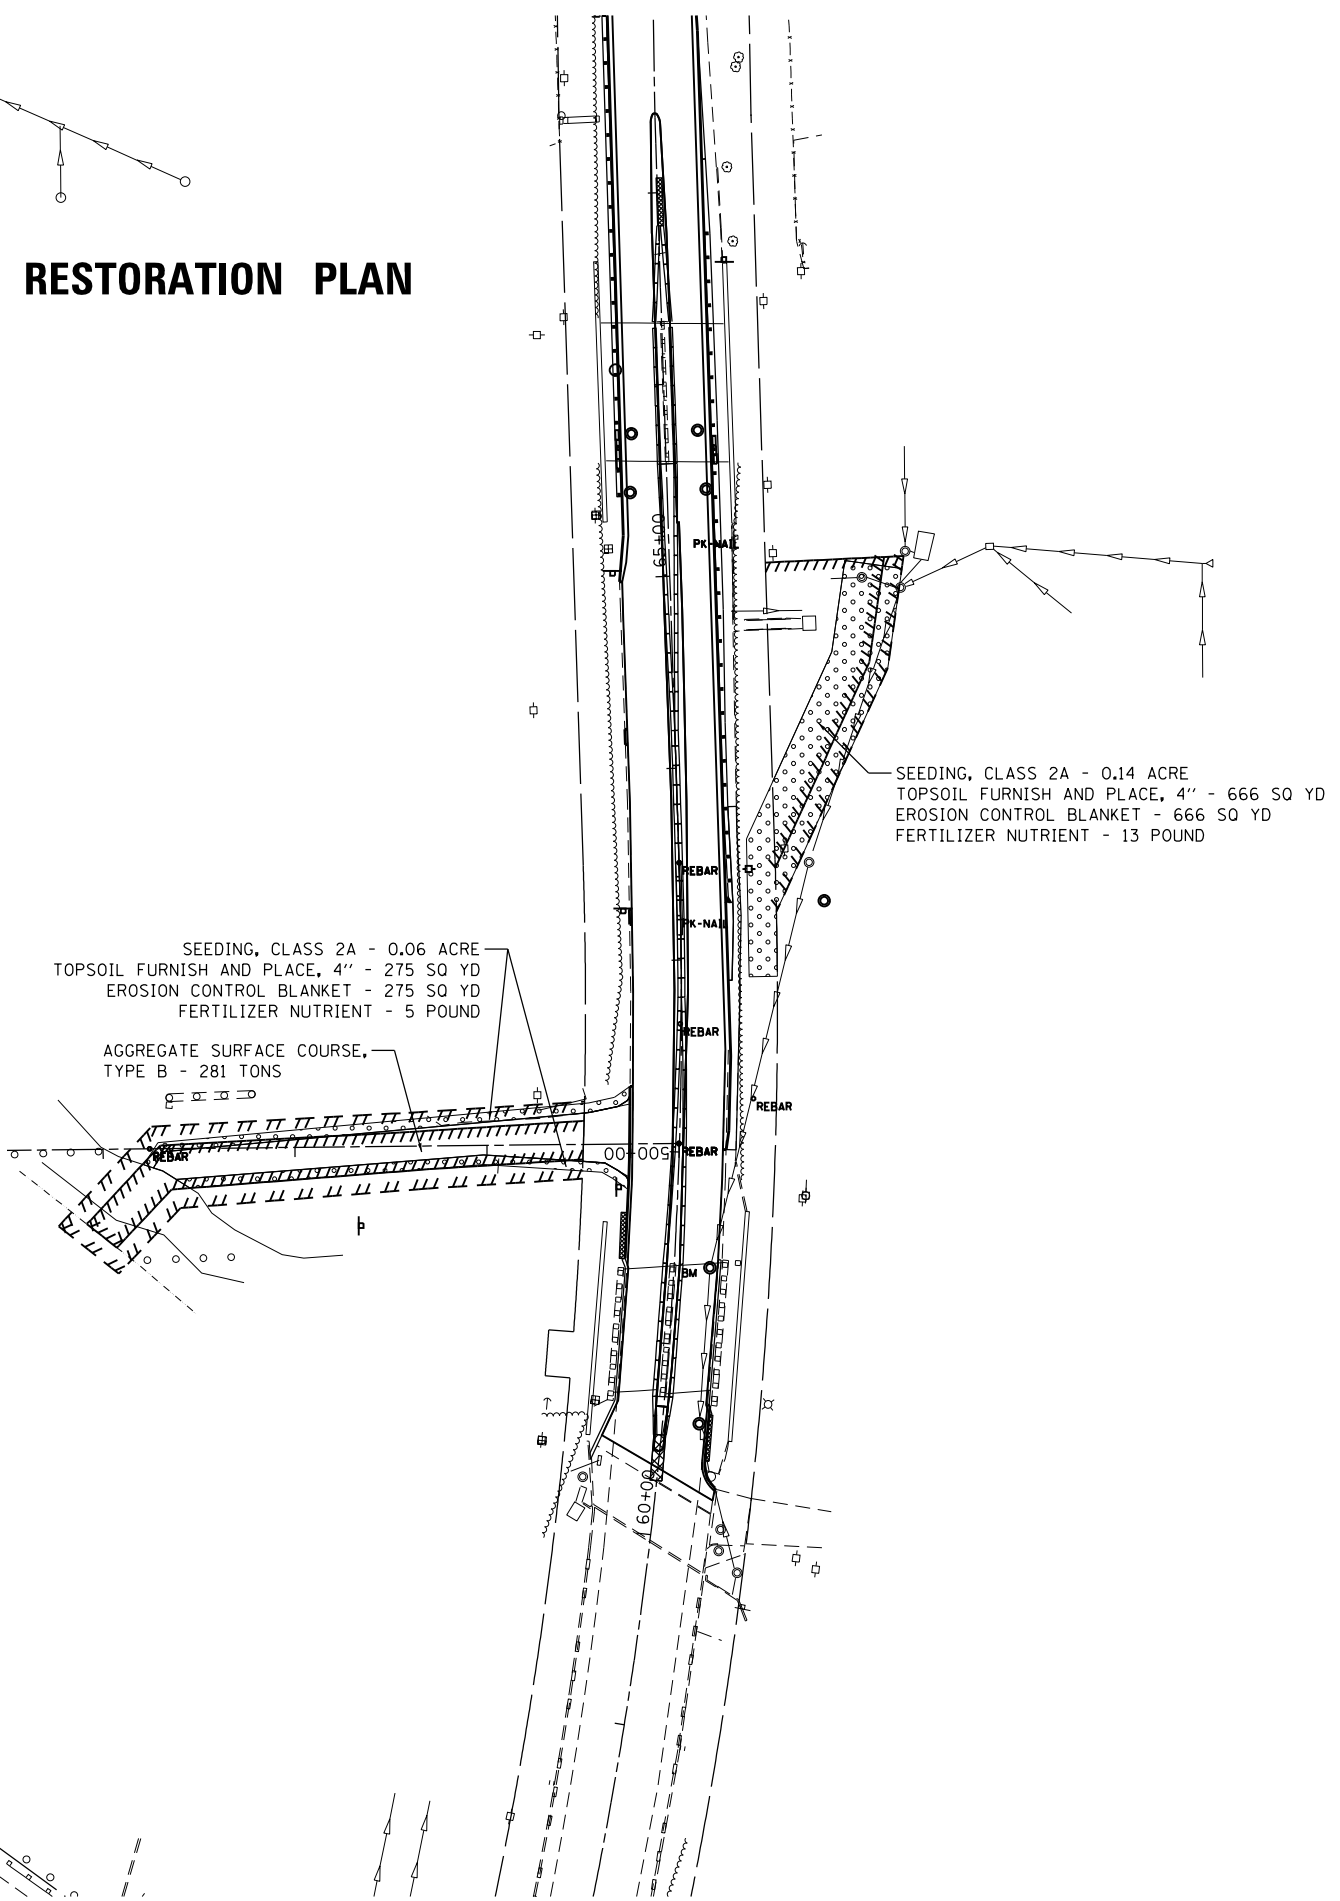 RESTORATION PLAN
65+00
PK-NAIL
SEEDING, CLASS 2A - 0.14 ACRE
TOPSOIL FURNISH AND PLACE, 4'' - 666 SQ YD
EROSION CONTROL BLANKET - 666 SQ YD
FERTILIZER NUTRIENT - 13 POUND
REBAR
PK-NAIL
SEEDING, CLASS 2A - 0.06 ACRE
TOPSOIL FURNISH AND PLACE, 4'' - 275 SQ YD
EROSION CONTROL BLANKET - 275 SQ YD
FERTILIZER NUTRIENT - 5 POUND
REBAR
AGGREGATE SURFACE COURSE,
TYPE B - 281 TONS
REBAR
REBAR
500+00
REBAR
BM
60+00